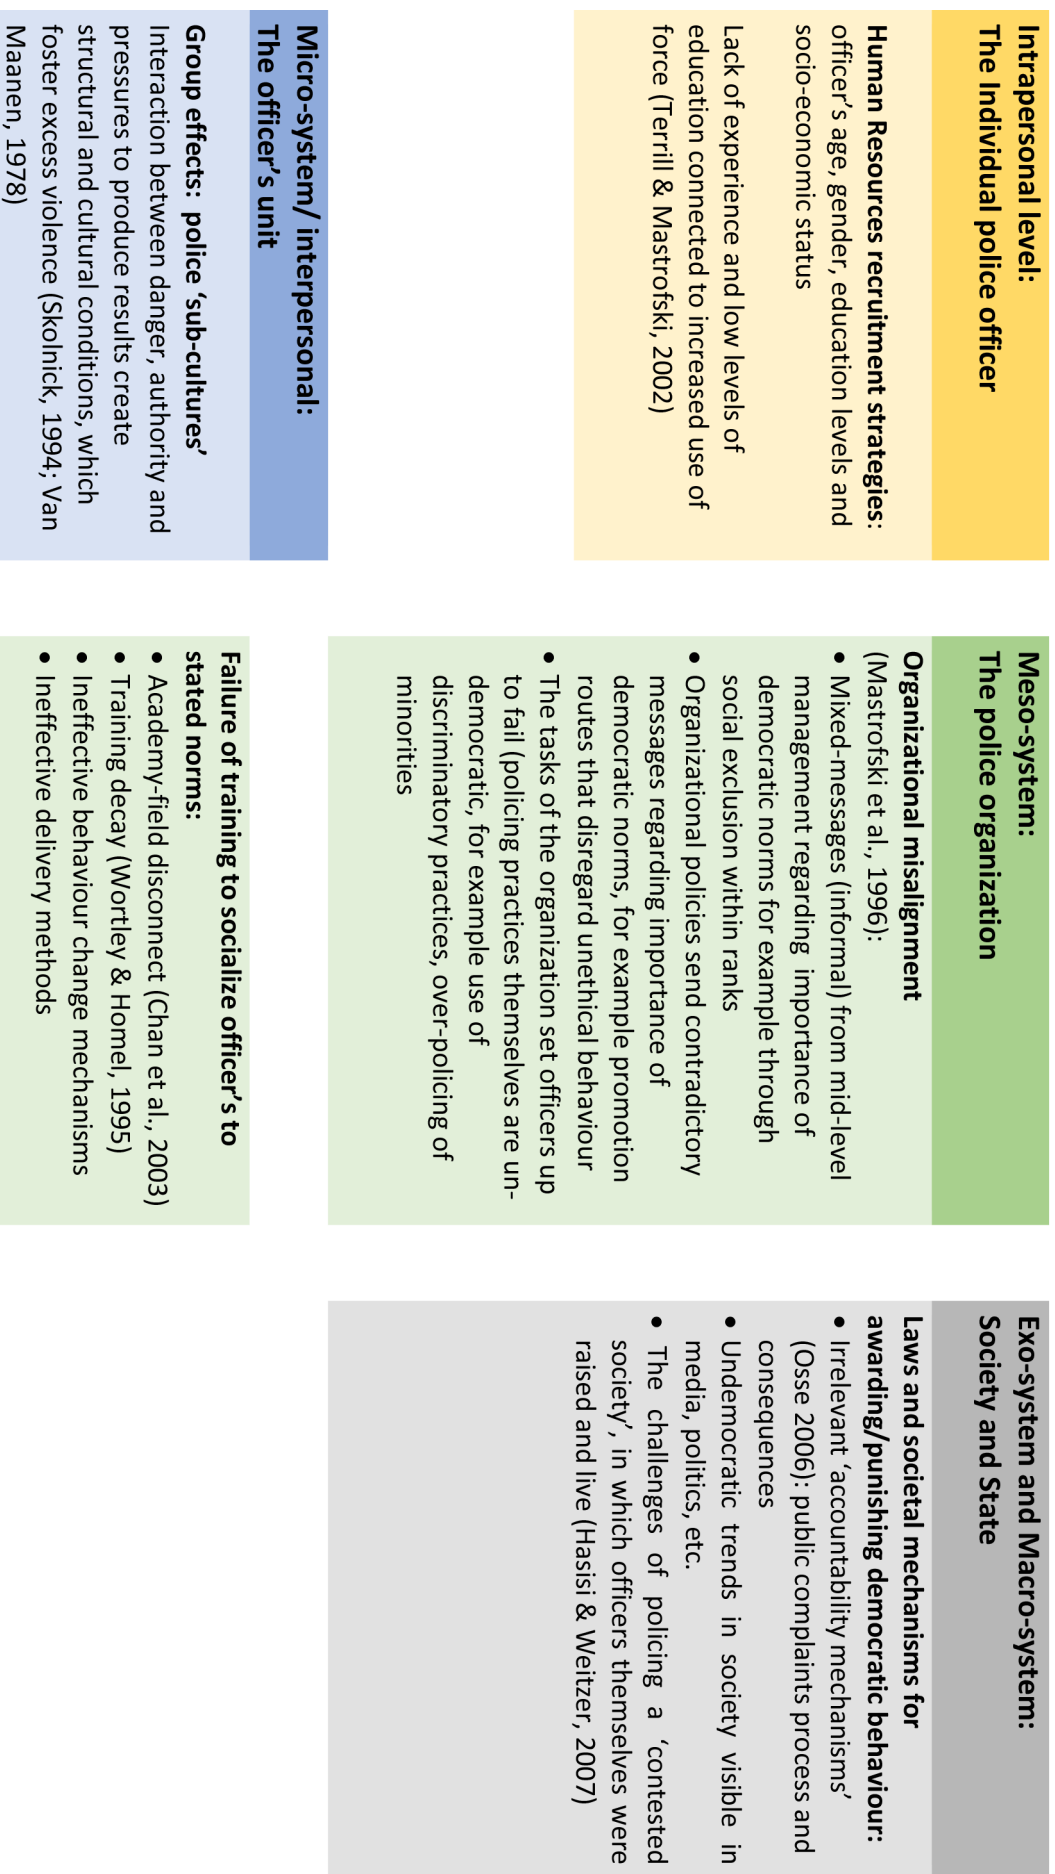 Intrapersonal level:
The Individual police officer
Human Resources recruitment strategies:
officer's age, gender, education levels and
socio-economic status
Lack of experience and low levels of
education connected to increased use of
force (Terrill & Mastrofski, 2002)
Micro-system/ interpersonal:
The officer's unit
Group effects: police 'sub-cultures'
Interaction between danger, authority and
pressures to produce results create
structural and cultural conditions, which
foster excess violence (Skolnick, 1994; Van
Maanen, 1978)
Meso-system:
The police organization
Organizational misalignment
(Mastrofski et al., 1996):
• Mixed-messages (informal) from mid-level
management regarding importance of
democratic norms for example through
social exclusion within ranks
• Organizational policies send contradictory
messages regarding importance of
democratic norms, for example promotion
routes that disregard unethical behaviour
• The tasks of the organization set officers up
to fail (policing practices themselves are un-
democratic, for example use of
discriminatory practices, over-policing of
minorities
Failure of training to socialize officer's to
stated norms:
• Academy-field disconnect (Chan et al., 2003)
• Training decay (Wortley & Homel, 1995)
• Ineffective behaviour change mechanisms
• Ineffective delivery methods
Exo-system and Macro-system:
Society and State
Laws and societal mechanisms for
awarding/punishing democratic behaviour:
• Irrelevant 'accountability mechanisms'
(Osse 2006): public complaints process and
consequences
• Undemocratic trends in society visible in
media, politics, etc.
• The challenges of policing a 'contested
society', in which officers themselves were
raised and live (Hasisi & Weitzer, 2007)